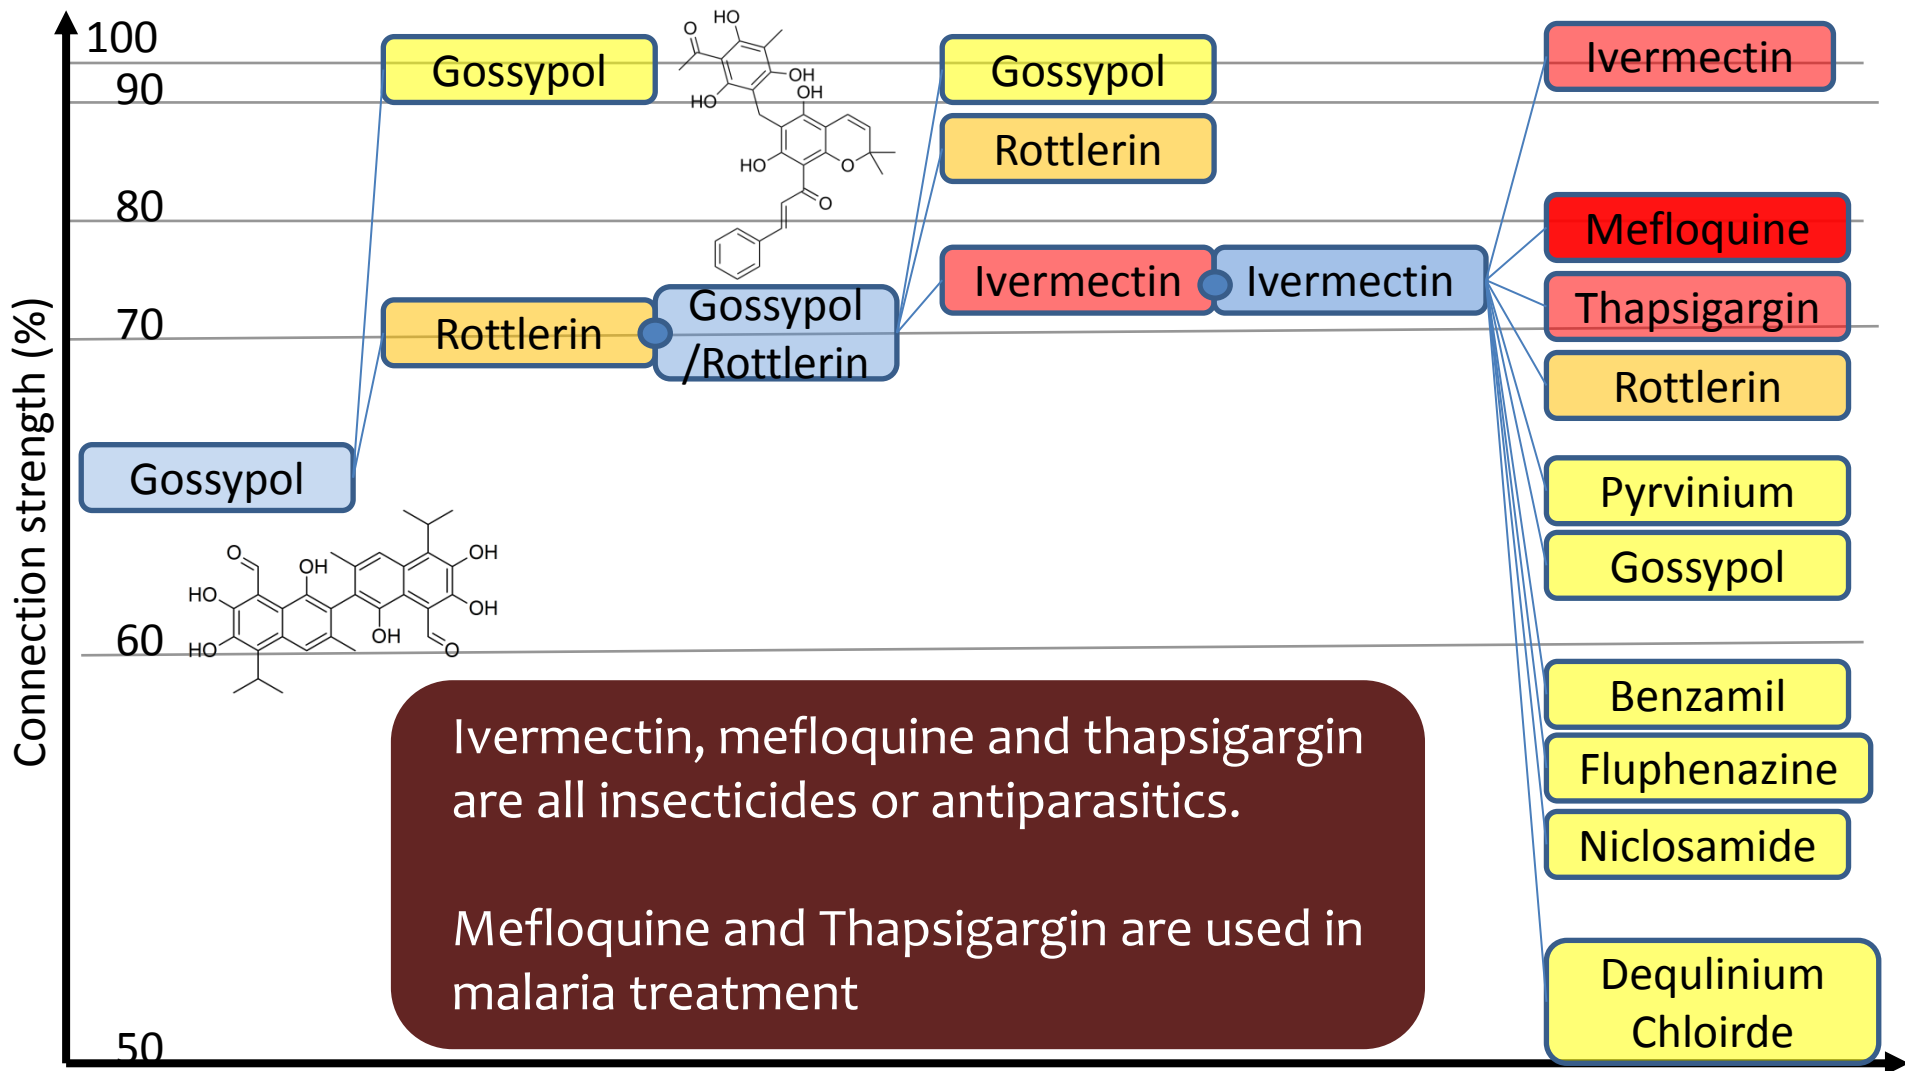 Connection strength (%)
100
90
80
70
60
50
Gossypol
Gossypol
Rottlerin
Gossypol
/Rottlerin
Gossypol
Rottlerin
Ivermectin
Ivermectin
Ivermectin
Mefloquine
Thapsigargin
Rottlerin
Pyrvinium
Gossypol
Benzamil
Fluphenazine
Niclosamide
Dequlinium
Chloirde
HO
O
OH
HO
OH
HO
O
O
O
OH
HO
HO
OH
OH
OH
O
Ivermectin, mefloquine and thapsigargin
are all insecticides or antiparasitics.
Mefloquine and Thapsigargin are used in
malaria treatment